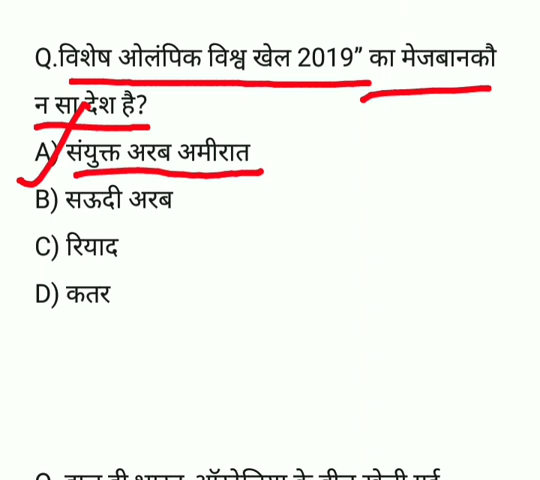 Q.विशेष ओलंपिक विश्व खेल 2019” का मेजबानकौ
न सा देश है?
A) संयुक्त अरब अमीरात
B) सऊदी अरब
C) रियाद
D) कतर